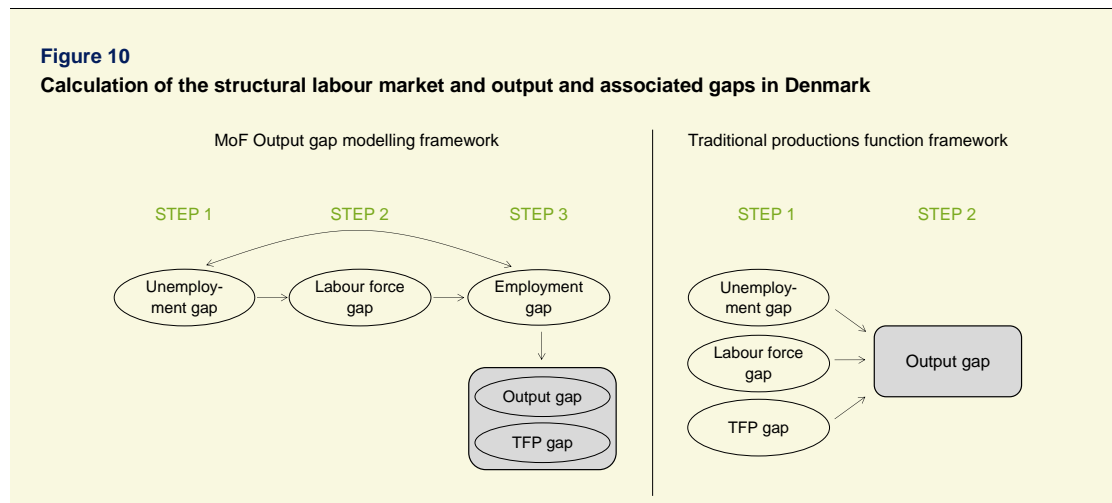 Figure 10
Calculation of the structural labour market and output and associated gaps in Denmark
MoF Output gap modelling framework
STEP 1
STEP 2
STEP 3
Unemploy-
ment gap
Labour force
gap
Employment
gap
Output gap
TFP gap
Traditional productions function framework
STEP 1
STEP 2
Unemploy-
ment gap
Labour force
gap
TFP gap
Output gap